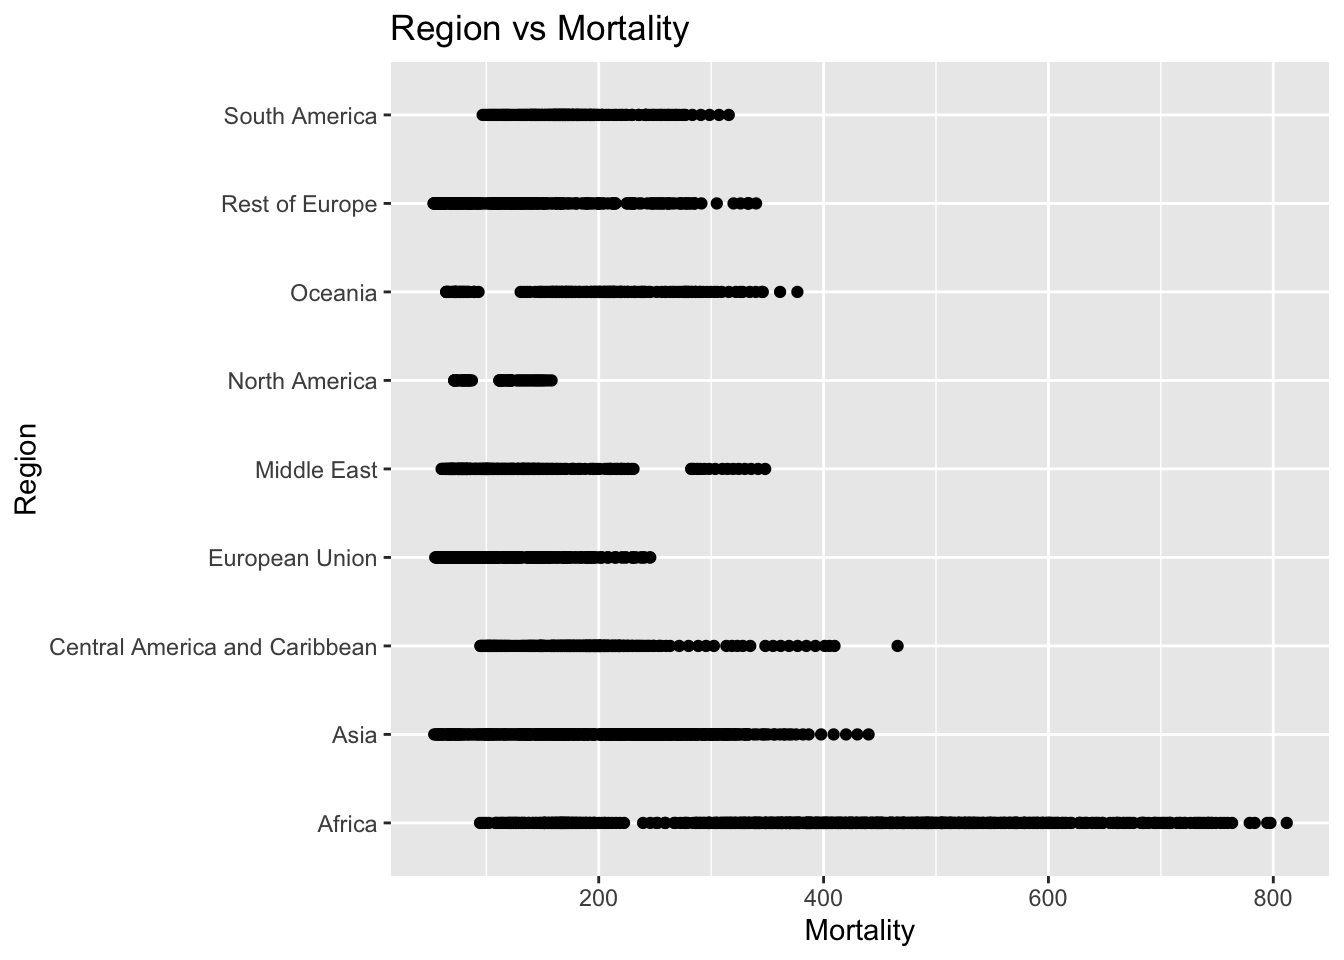 Region vs Mortality
South America
Rest of Europe
Oceania
North America
Middle East
European Union
Central America and Caribbean
Asia
Africa
Region
200 400 600 800
Mortality